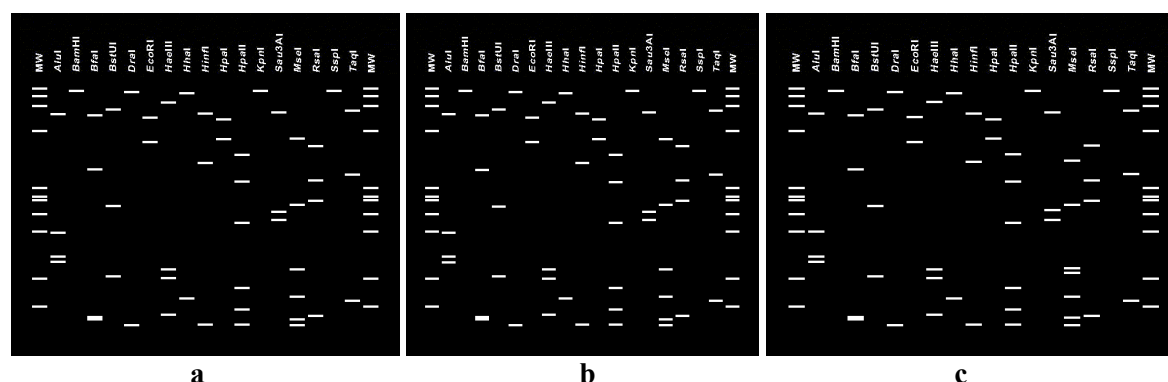 MW AluI BamHI BfaI BstUI DraI EcoRI HaeIII HhaI HinfI HpaI HpaII KpnI Sau3AI MseI RsaI SspI TaqI MW
MW AluI BamHI BfaI BstUI DraI EcoRI HaeIII HhaI HinfI HpaI HpaII KpnI Sau3AI MseI RsaI SspI TaqI MW
MW AluI BamHI BfaI BstUI DraI EcoRI HaeIII HhaI HinfI HpaI HpaII KpnI Sau3AI MseI RsaI SspI TaqI MW
a
b
c